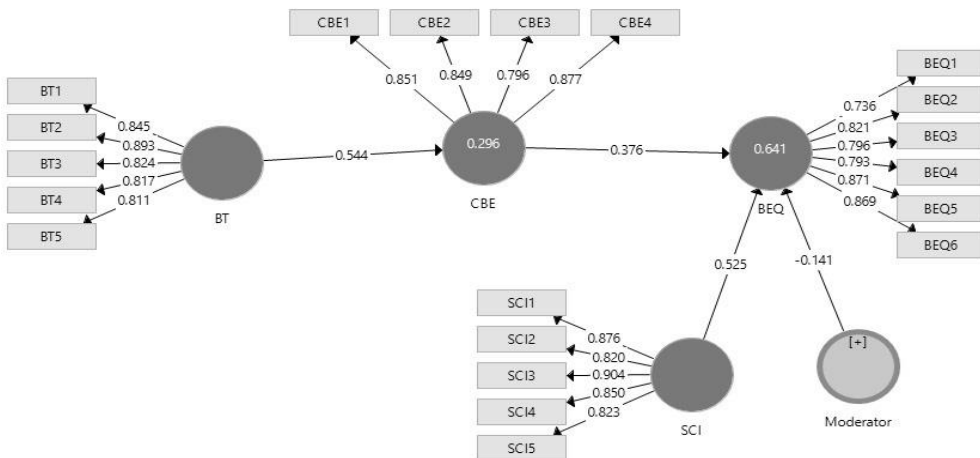 CBE1
CBE2
CBE3
CBE4
0.851
0.849
0.796
0.877
BT1
BT2
BT3
BT4
BT5
0.845
0.893
0.824
0.817
0.811
BT
0.544
0.296
CBE
0.376
0.641
BEQ
BEQ1
BEQ2
BEQ3
BEQ4
BEQ5
BEQ6
0.736
0.821
0.796
0.793
0.871
0.869
0.525
-0.141
SCI1
SCI2
SCI3
SCI4
SCI5
0.876
0.820
0.904
0.850
0.823
SCI
[+]
Moderator